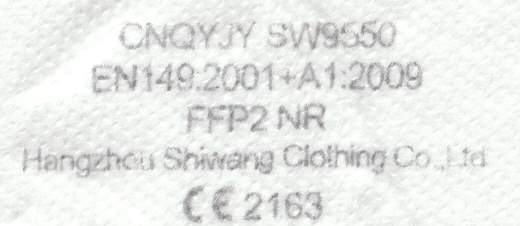 CNQYJY SW9550
EN149:2001+A1:2009
FFP2 NR
Hangzhou Shiwang Clothing Co.,Ltd
CE 2163